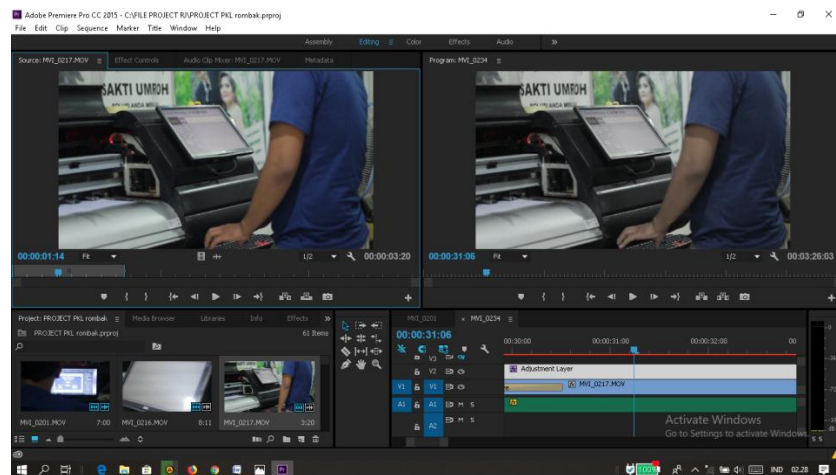 Adobe Premiere Pro CC 2015 - C:\FILE PROJECT RI\PROJECT PKL rombak.prproj
File Edit Clip Sequence Marker Title Window Help
Assembly Editing Color Effects Audio
Source: MVI_0217.MOV Effect Controls Audio Clip Mixer: MVI_0217.MOV Metadata
Program: MVI_0234
SAKTI UMROH
SAKTI UMROH
00:00:01:14 Fit 1/2 00:00:03:20
00:00:31:06 Fit 1/2 00:03:26:03
Project: PROJECT PKL rombak Media Browser Libraries Info Effects
PROJECT PKL rombak.prproj 61 Items
MVI_0201.MOV 7:00 MVI_0216.MOV 8:11 MVI_0217.MOV 3:20
MVI_0201 × MVI_0234
00:00:31:06
00:30:00 00:00:31:00 00:00:32:00 00
V3
V2 Adjustment Layer
V1 V1 MVI_0217.MOV
A1 A1 M S
A2 M S
Activate Windows
Go to Settings to activate Windows.
S S
100%
IND 02.28